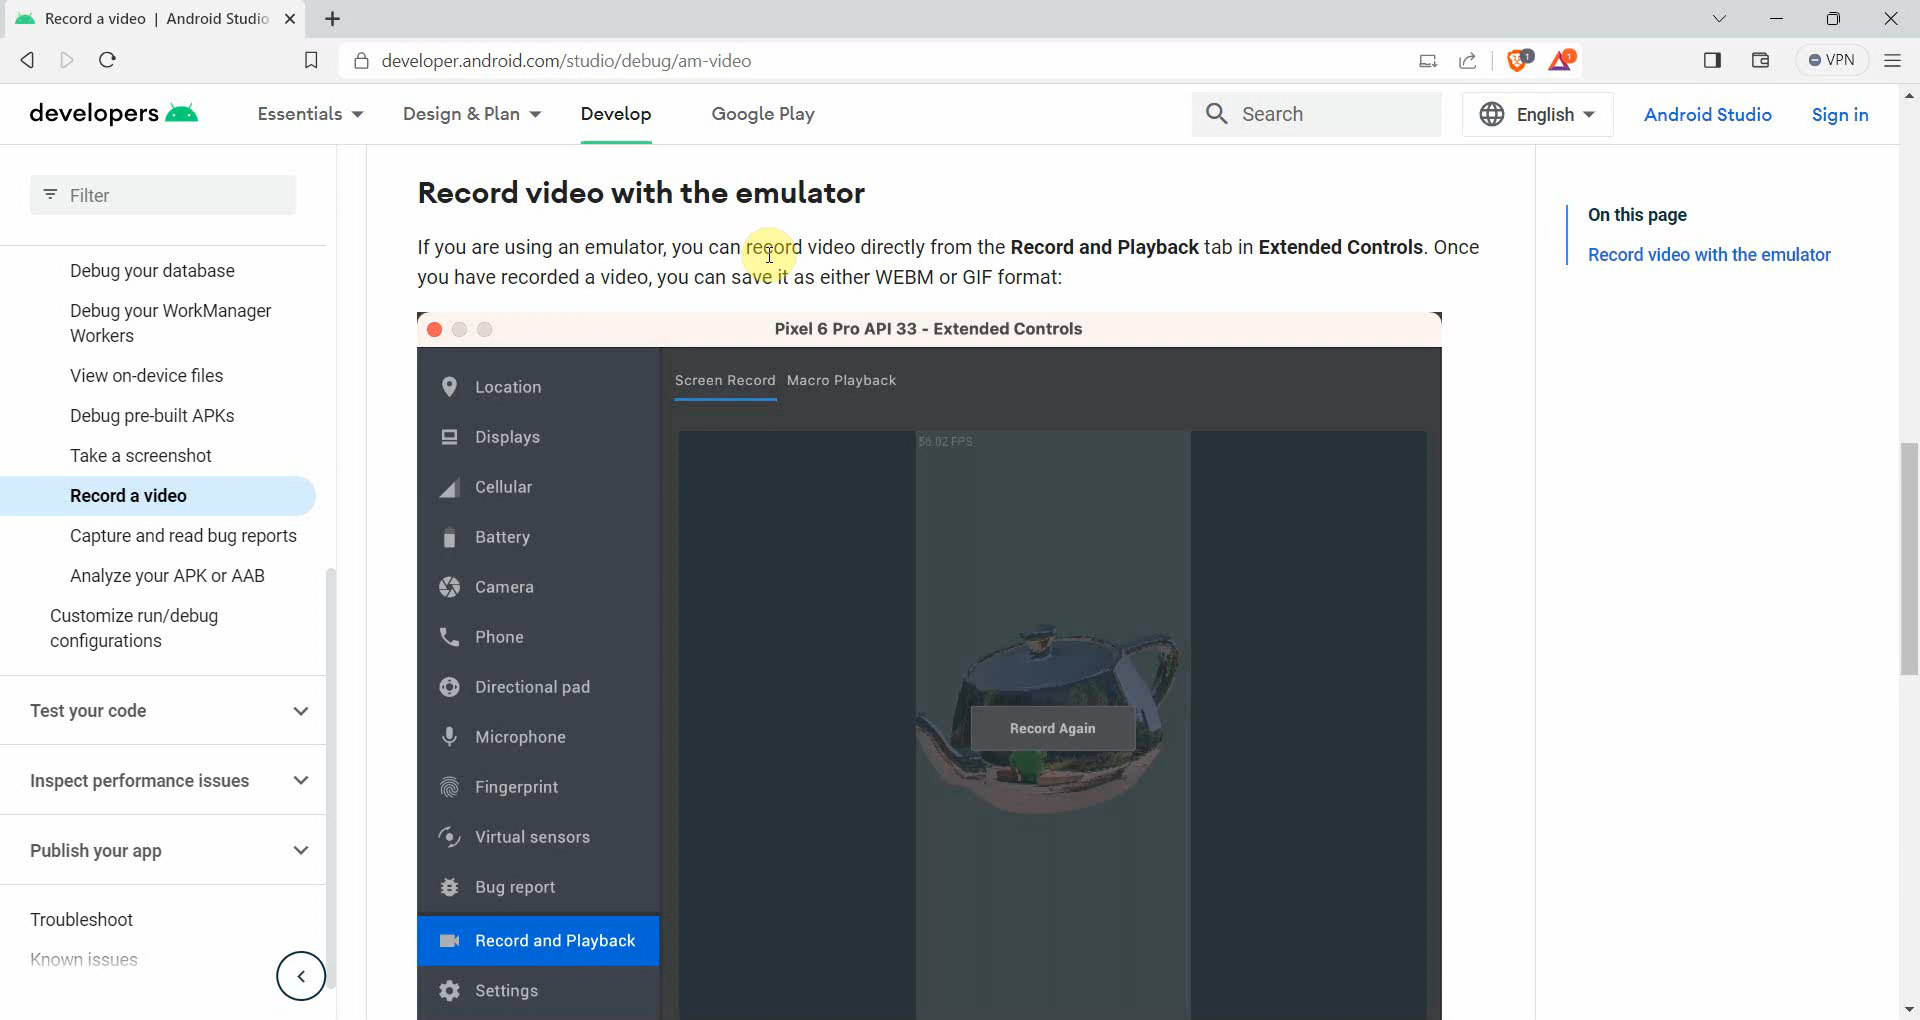 Record a video | Android Studio
developer.android.com/studio/debug/am-video
1
1
VPN
developers
Essentials
Design & Plan
Develop
Google Play
Search
English
Android Studio
Sign in
Filter
Debug your database
Debug your WorkManager
Workers
View on-device files
Debug pre-built APKs
Take a screenshot
Record a video
Capture and read bug reports
Analyze your APK or AAB
Customize run/debug
configurations
Test your code
Inspect performance issues
Publish your app
Troubleshoot
Known issues
Record video with the emulator
If you are using an emulator, you can record video directly from the Record and Playback tab in Extended Controls. Once
you have recorded a video, you can save it as either WEBM or GIF format:
Pixel 6 Pro API 33 - Extended Controls
Location
Displays
Cellular
Battery
Camera
Phone
Directional pad
Microphone
Fingerprint
Virtual sensors
Bug report
Record and Playback
Settings
Screen Record
Macro Playback
56.02 FPS
Record Again
On this page
Record video with the emulator